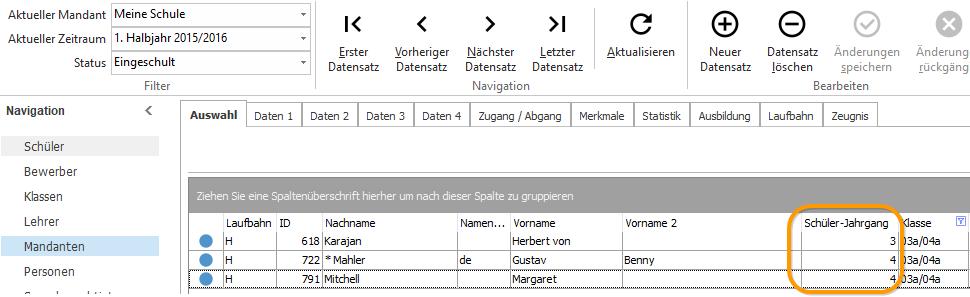 Aktueller Mandant Meine Schule
Aktueller Zeitraum 1. Halbjahr 2015/2016
Status Eingeschult
Filter
Erster Datensatz
Vorheriger Datensatz
Nächster Datensatz
Letzter Datensatz
Aktualisieren
Navigation
Neuer Datensatz
Datensatz löschen
Änderungen speichern
Änderung rückgäng
Bearbeiten
Navigation
Schüler
Bewerber
Klassen
Lehrer
Mandanten
Personen
Auswahl Daten 1 Daten 2 Daten 3 Daten 4 Zugang / Abgang Merkmale Statistik Ausbildung Laufbahn Zeugnis
Ziehen Sie eine Spaltenüberschrift hierher um nach dieser Spalte zu gruppieren
Laufbahn ID Nachname Namen... Vorname Vorname 2 Schüler-Jahrgang Klasse
H 618 Karajan Herbert von 3 03a/04a
H 722 * Mahler de Gustav Benny 4 03a/04a
H 791 Mitchell Margaret 4 03a/04a